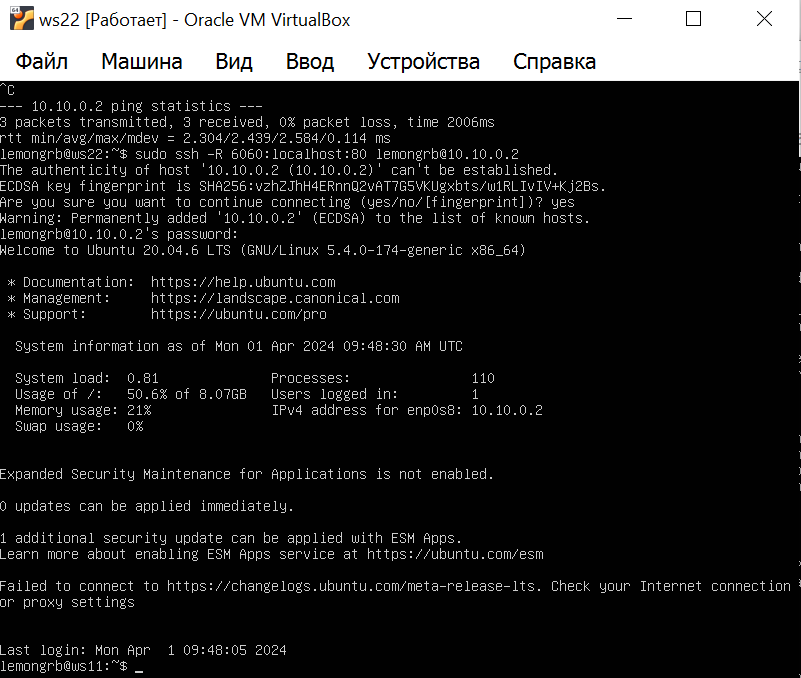 ws22 [Работает] - Oracle VM VirtualBox
Файл Машина Вид Ввод Устройства Справка
^C
--- 10.10.0.2 ping statistics ---
3 packets transmitted, 3 received, 0% packet loss, time 2006ms
rtt min/avg/max/mdev = 2.304/2.439/2.584/0.114 ms
lemongrb@ws22:~$ sudo ssh -R 6060:localhost:80 lemongrb@10.10.0.2
The authenticity of host '10.10.0.2 (10.10.0.2)' can't be established.
ECDSA key fingerprint is SHA256:vzhZJhH4ERnnQ2vAT7G5VKUgxbts/w1RLIvIV+Kj2Bs.
Are you sure you want to continue connecting (yes/no/[fingerprint])? yes
Warning: Permanently added '10.10.0.2' (ECDSA) to the list of known hosts.
lemongrb@10.10.0.2's password:
Welcome to Ubuntu 20.04.6 LTS (GNU/Linux 5.4.0-174-generic x86_64)
* Documentation: https://help.ubuntu.com
* Management: https://landscape.canonical.com
* Support: https://ubuntu.com/pro
System information as of Mon 01 Apr 2024 09:48:30 AM UTC
System load: 0.81 Processes: 110
Usage of /: 50.6% of 8.07GB Users logged in: 1
Memory usage: 21% IPv4 address for enp0s8: 10.10.0.2
Swap usage: 0%
Expanded Security Maintenance for Applications is not enabled.
0 updates can be applied immediately.
1 additional security update can be applied with ESM Apps.
Learn more about enabling ESM Apps service at https://ubuntu.com/esm
Failed to connect to https://changelogs.ubuntu.com/meta-release-lts. Check your Internet connection
or proxy settings
Last login: Mon Apr  1 09:48:05 2024
lemongrb@ws11:~$ _